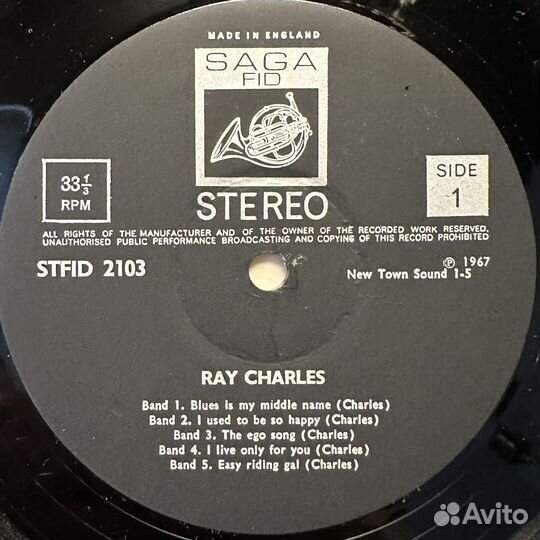 MADE IN ENGLAND
SAGA
FID
33 1/3
RPM
STEREO
SIDE
1
ALL RIGHTS OF THE MANUFACTURER AND OF THE OWNER OF THE RECORDED WORK RESERVED.
UNAUTHORISED PUBLIC PERFORMANCE BROADCASTING AND COPYING OF THIS RECORD PROHIBITED
STFID 2103
℗ 1967
New Town Sound 1-5
RAY CHARLES
Band 1. Blues is my middle name (Charles)
Band 2. I used to be so happy (Charles)
Band 3. The ego song (Charles)
Band 4. I live only for you (Charles)
Band 5. Easy riding gal (Charles)
Avito